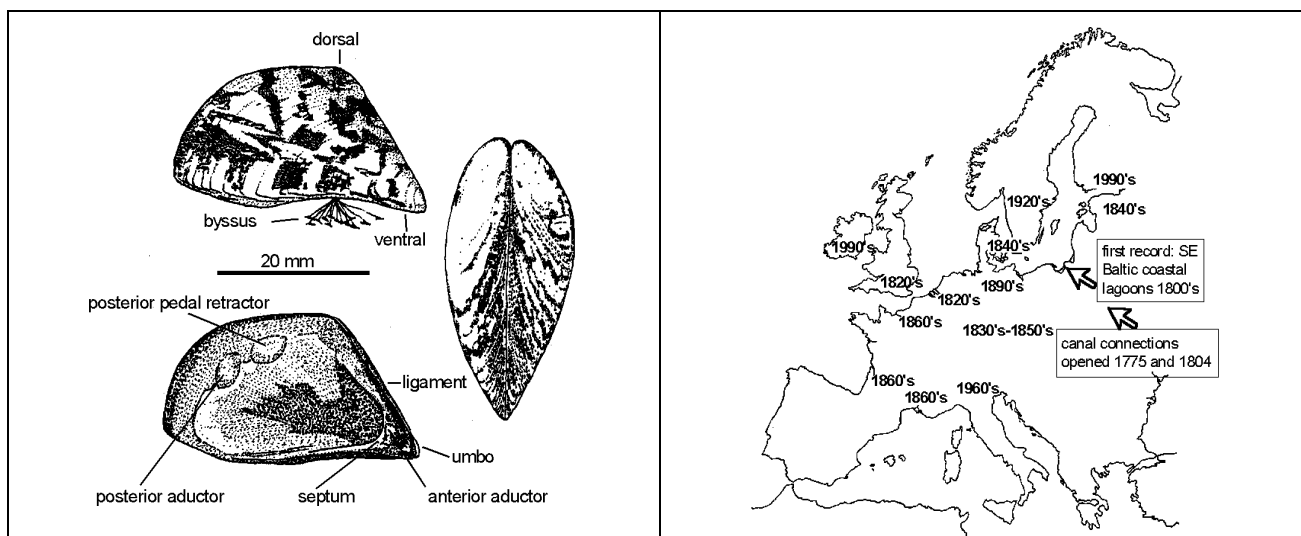 dorsal
byssus
ventral
20 mm
posterior pedal retractor
ligament
umbo
posterior aductor
septum
anterior aductor
1990's
1920's
1840's
1990's
1840's
first record: SE
Baltic coastal
lagoons 1800's
1820's
1820's
1890's
1860's
1830's-1850's
canal connections
opened 1775 and 1804
1860's
1860's
1960's